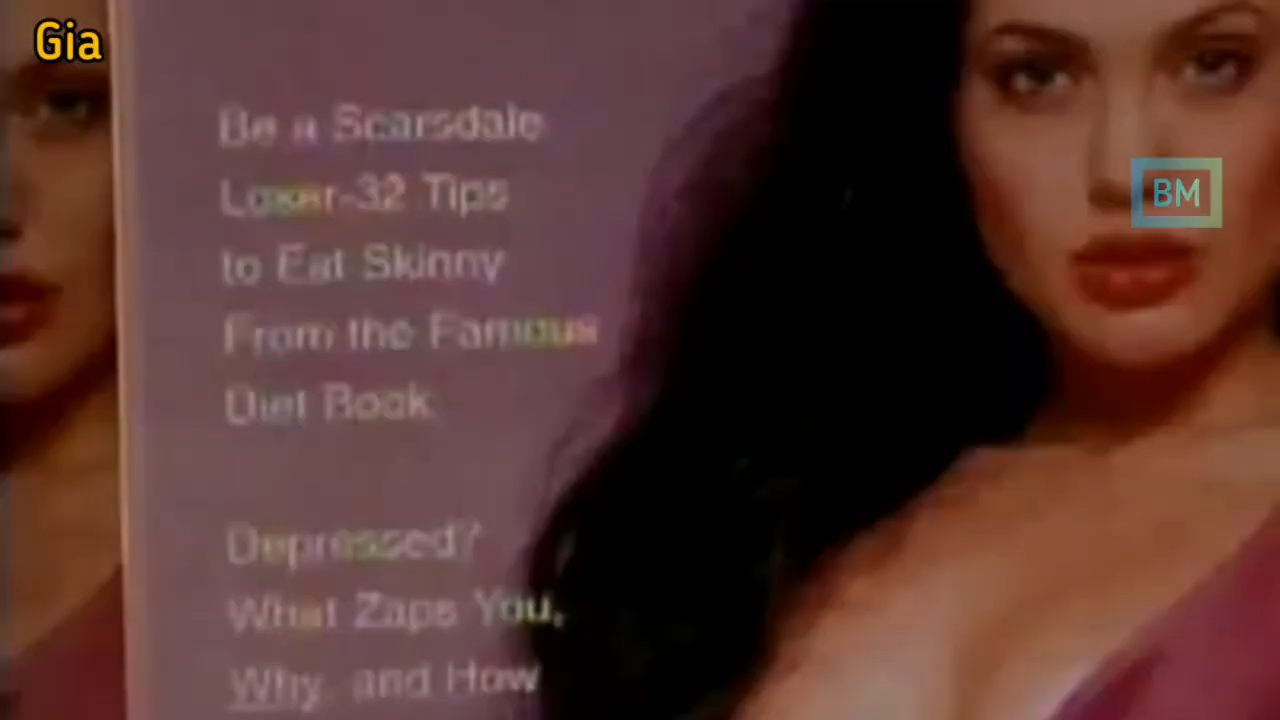 Gia
Be a Scarsdale
Loser-32 Tips
to Eat Skinny
From the Famous
Diet Book
Depressed?
What Zaps You,
Why, and How
BM